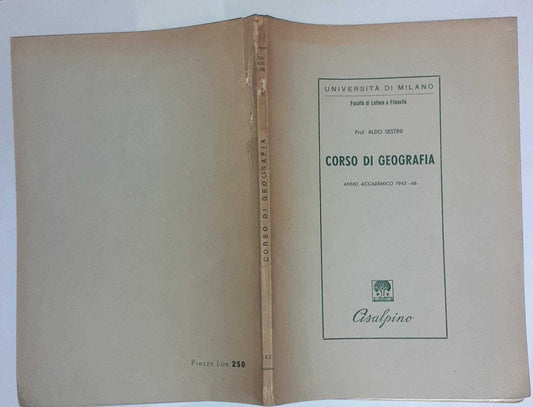 UNIVERSITÀ DI MILANO
Facoltà di Lettere e Filosofia
Prof. ALDO SESTINI
CORSO DI GEOGRAFIA
ANNO ACCADEMICO 1945-46
Cisalpino
CORSO DI GEOGRAFIA
Prezzo Lire 250